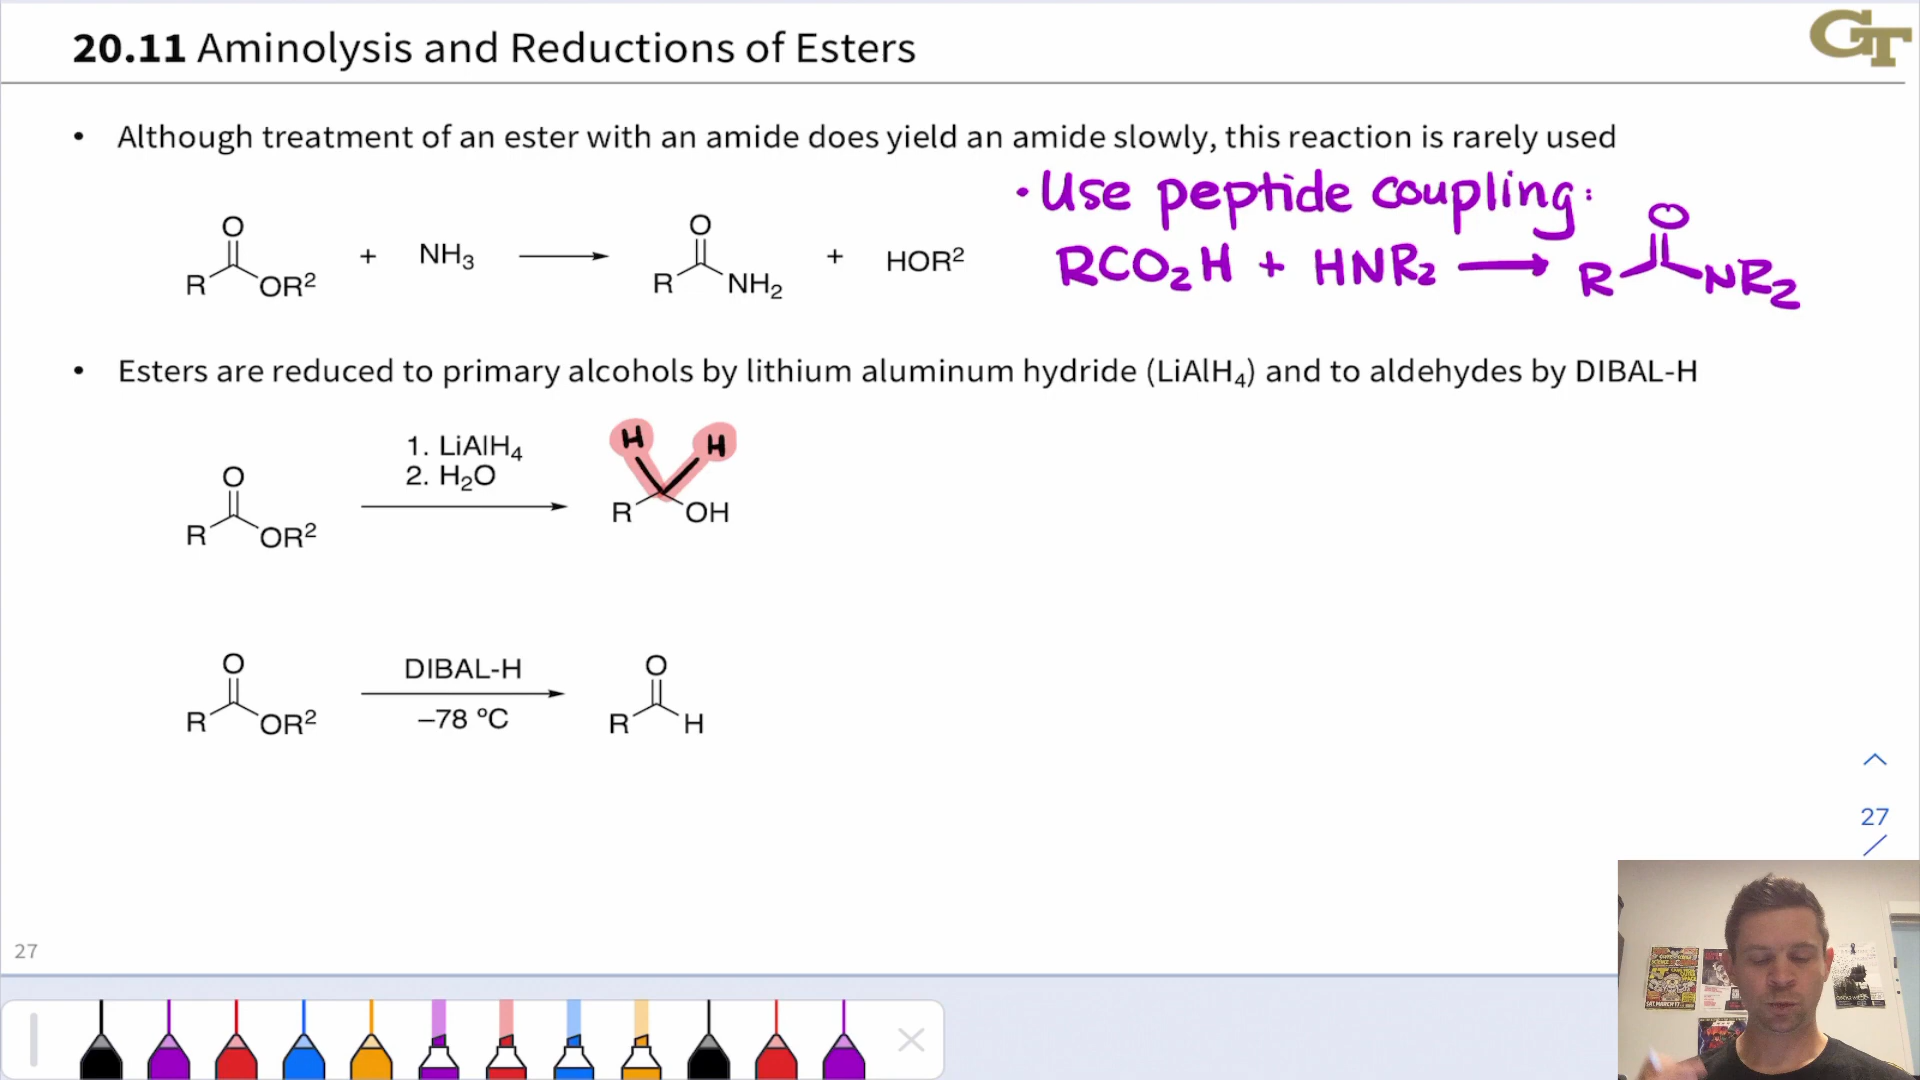 20.11 Aminolysis and Reductions of Esters
GT
• Although treatment of an ester with an amide does yield an amide slowly, this reaction is rarely used
• Use peptide coupling:
O
R OR² + NH₃ O R NH₂ + HOR²
RCO₂H + HNR₂ ⟶ O R NR₂
• Esters are reduced to primary alcohols by lithium aluminum hydride (LiAlH₄) and to aldehydes by DIBAL-H
1. LiAlH₄
2. H₂O
O
R OR²
H H
R OH
O
R OR²
DIBAL-H
–78 ºC
O
R H
27
27